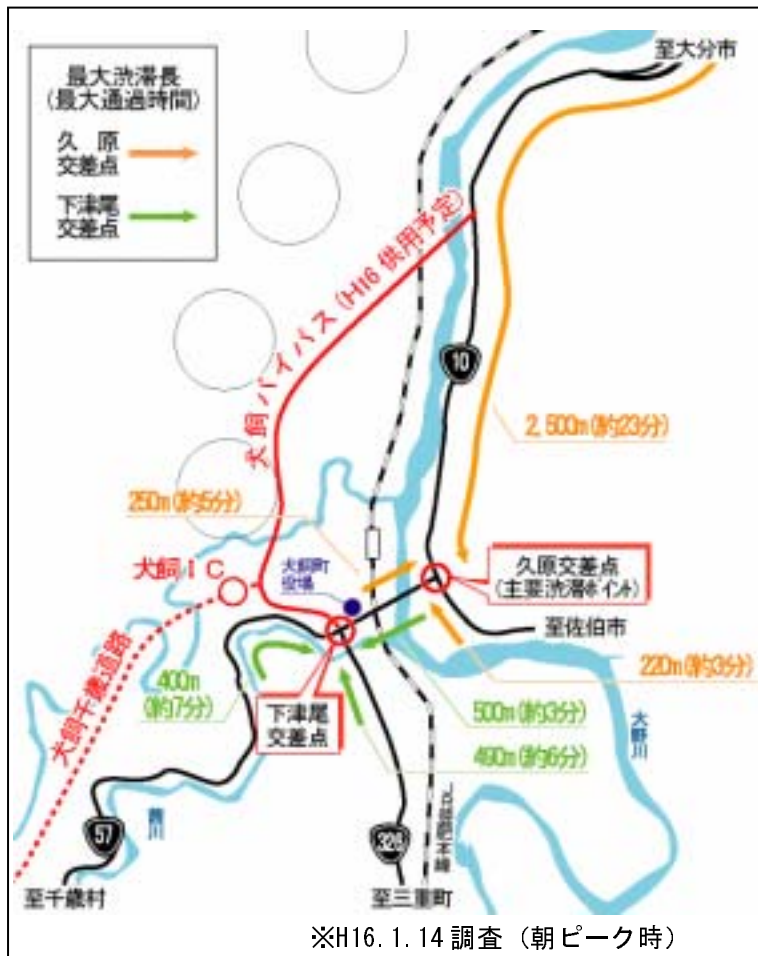 最大渋滞長
(最大通過時間)
久 原
交差点
下津尾
交差点
至大分市
犬飼バイパス(H16 供用予定)
10
2,500m(約23分)
250m(約5分)
犬飼IC
犬飼町
役場
久原交差点
(主要渋滞ポイント)
至佐伯市
220m(約3分)
400m
(約7分)
下津尾
交差点
500m(約3分)
490m(約6分)
大野川
犬飼千歳道路
57
326
至千歳村
至三重町
※H16.1.14調査(朝ピーク時)